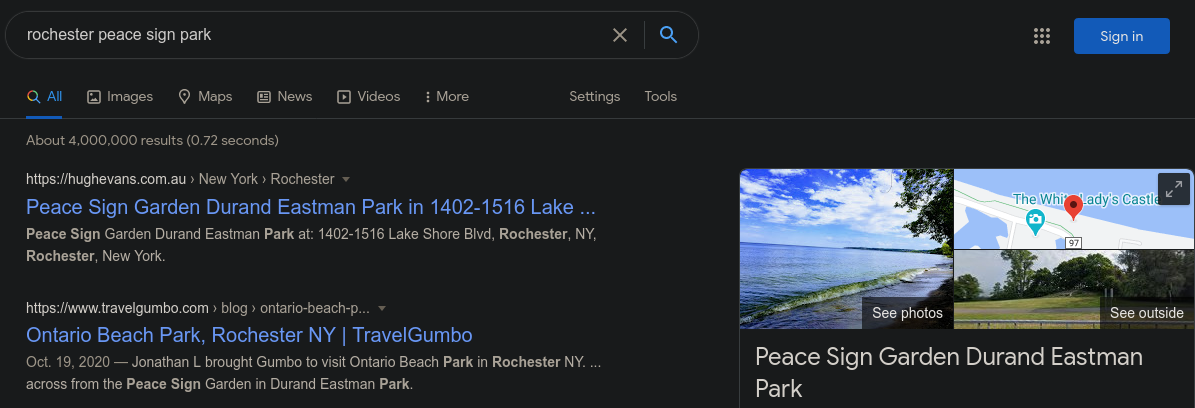 rochester peace sign park
Sign in
All Images Maps News Videos More Settings Tools
About 4,000,000 results (0.72 seconds)
https://hughevans.com.au › New York › Rochester
Peace Sign Garden Durand Eastman Park in 1402-1516 Lake ...
Peace Sign Garden Durand Eastman Park at: 1402-1516 Lake Shore Blvd, Rochester, NY,
Rochester, New York.
https://www.travelgumbo.com › blog › ontario-beach-p...
Ontario Beach Park, Rochester NY | TravelGumbo
Oct. 19, 2020 — Jonathan L brought Gumbo to visit Ontario Beach Park in Rochester NY. ...
across from the Peace Sign Garden in Durand Eastman Park.
The White Lady's Castle
97
See photos
See outside
Peace Sign Garden Durand Eastman
Park